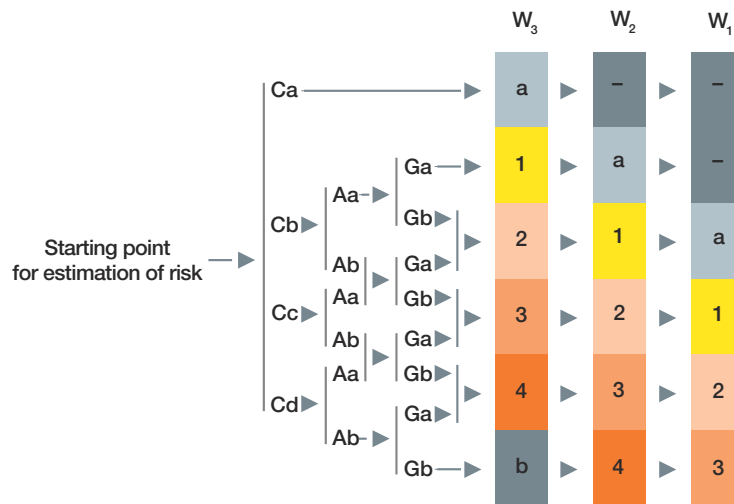 W3 W2 W1
Ca a – –
Ga 1 a –
Aa
Cb Gb 2 1 a
Starting point
for estimation of risk
Ab Ga
Aa Gb
Cc 3 2 1
Ab Ga
Aa Gb
Cd 4 3 2
Ab Ga
Gb b 4 3